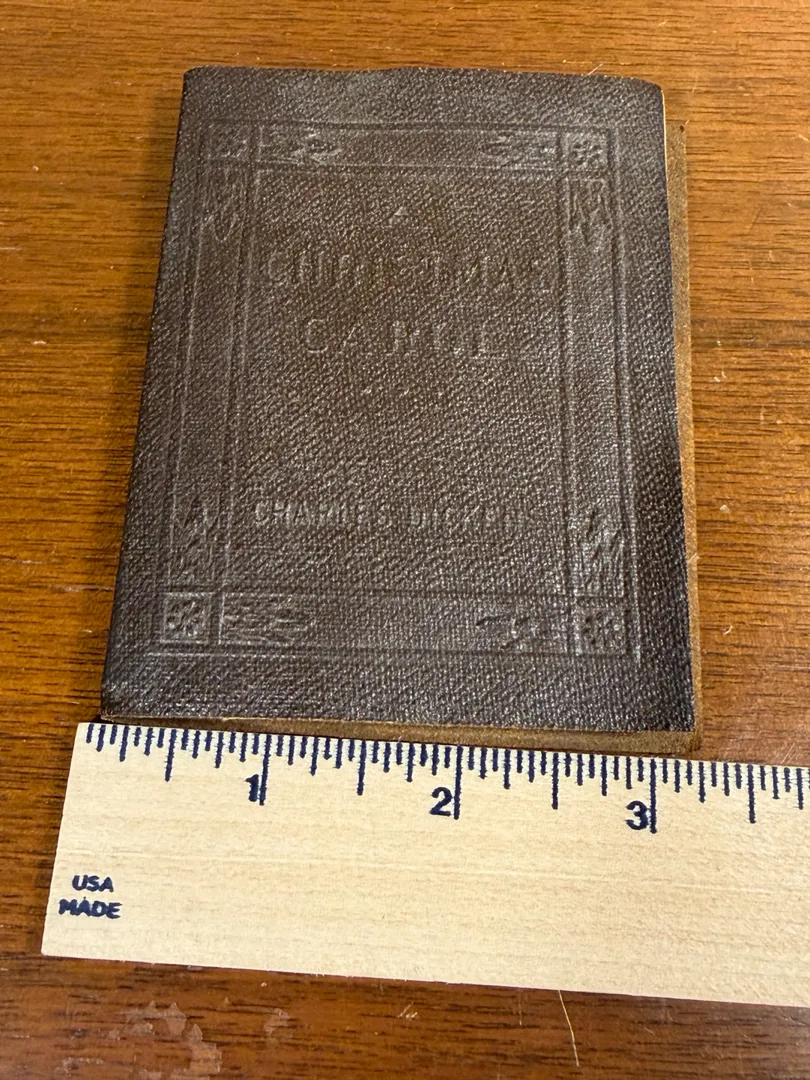 A
CHRISTMAS
CAROL
CHARLES DICKENS
1 2 3
USA
MADE